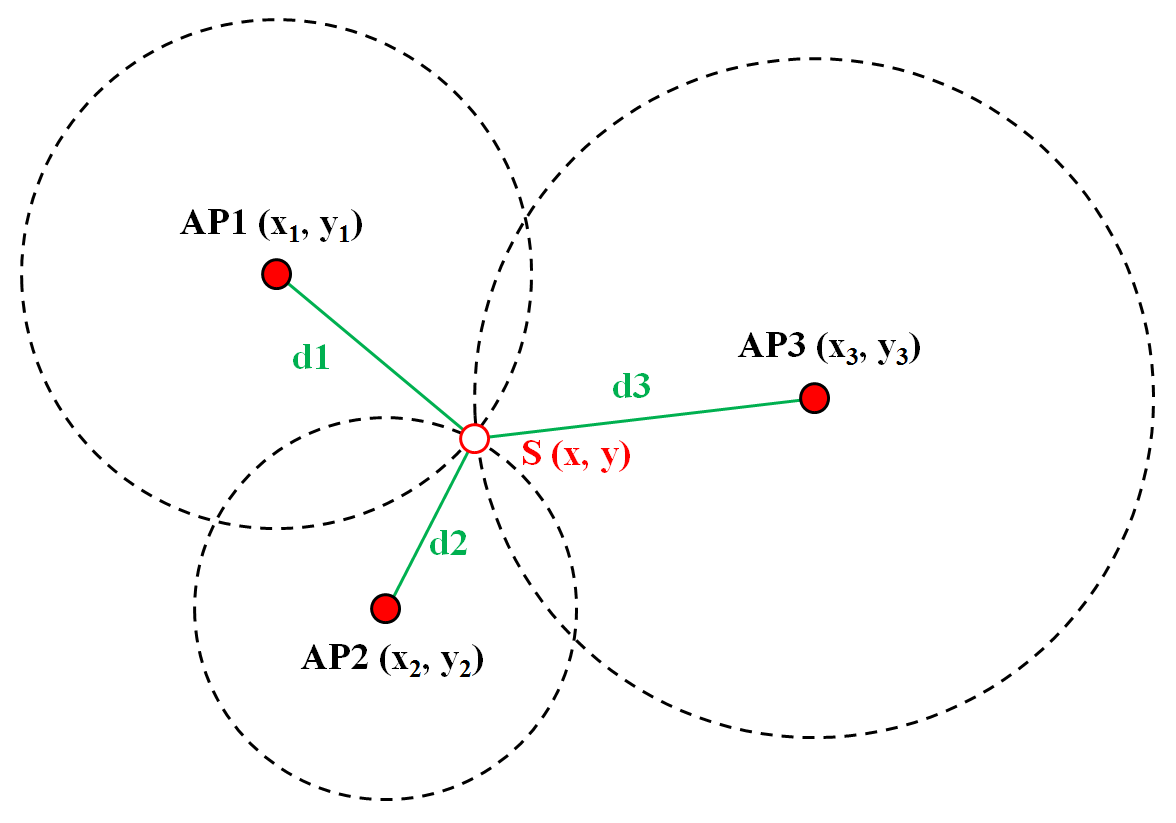 AP1 (x₁, y₁)
d1
AP3 (x₃, y₃)
d3
S (x, y)
d2
AP2 (x₂, y₂)